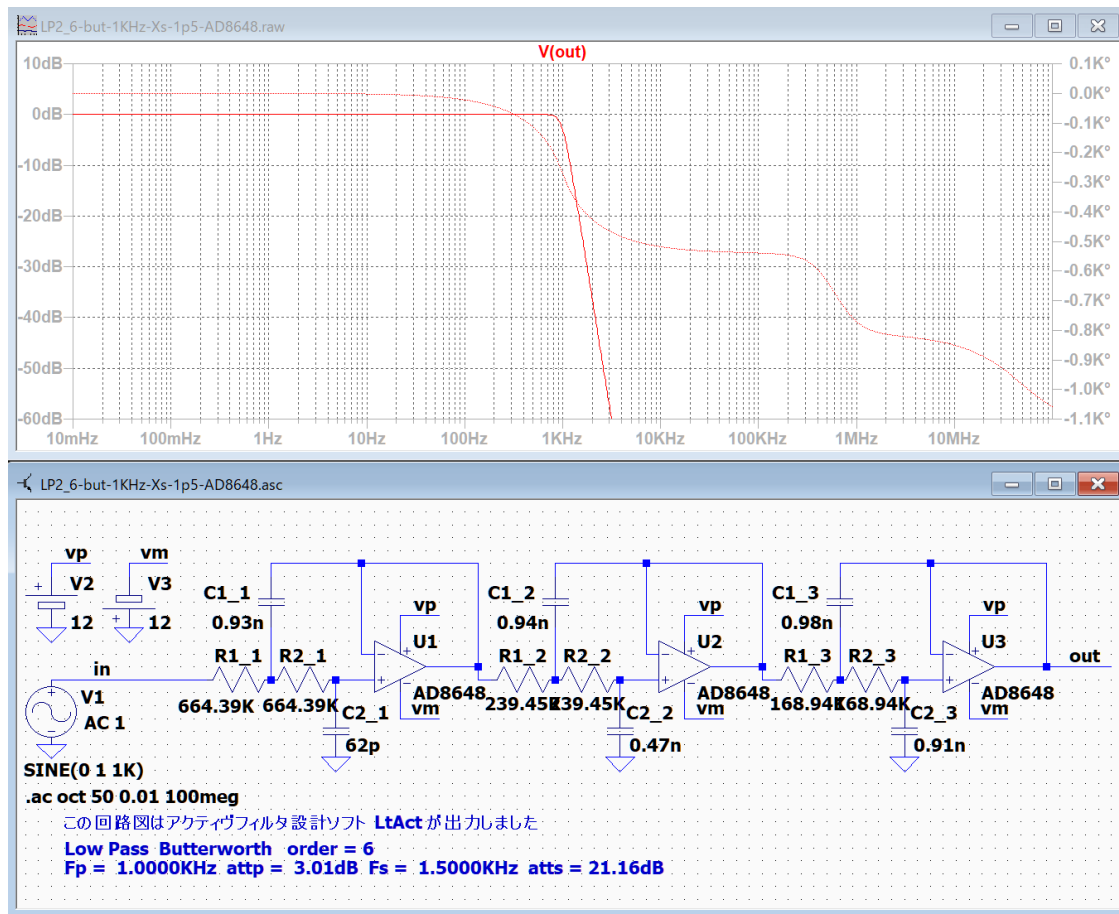 LP2_6-but-1KHz-Xs-1p5-AD8648.raw
V(out)
10dB
0dB
-10dB
-20dB
-30dB
-40dB
-50dB
-60dB
0.1K°
0.0K°
-0.1K°
-0.2K°
-0.3K°
-0.4K°
-0.5K°
-0.6K°
-0.7K°
-0.8K°
-0.9K°
-1.0K°
-1.1K°
10mHz 100mHz 1Hz 10Hz 100Hz 1KHz 10KHz 100KHz 1MHz 10MHz
LP2_6-but-1KHz-Xs-1p5-AD8648.asc
vp
V2
12
vm
V3
12
in
V1
AC 1
SINE(0 1 1K)
.ac oct 50 0.01 100meg
C1_1
0.93n
R1_1
664.39K
R2_1
664.39K
C2_1
62p
vp
U1
AD8648
vm
C1_2
0.94n
R1_2
239.45K
R2_2
239.45K
C2_2
0.47n
vp
U2
AD8648
vm
C1_3
0.98n
R1_3
168.94K
R2_3
168.94K
C2_3
0.91n
vp
U3
AD8648
vm
out
この回路図はアクティヴフィルタ設計ソフト LtAct が出力しました
Low Pass Butterworth order = 6
Fp = 1.0000KHz attp = 3.01dB Fs = 1.5000KHz atts = 21.16dB